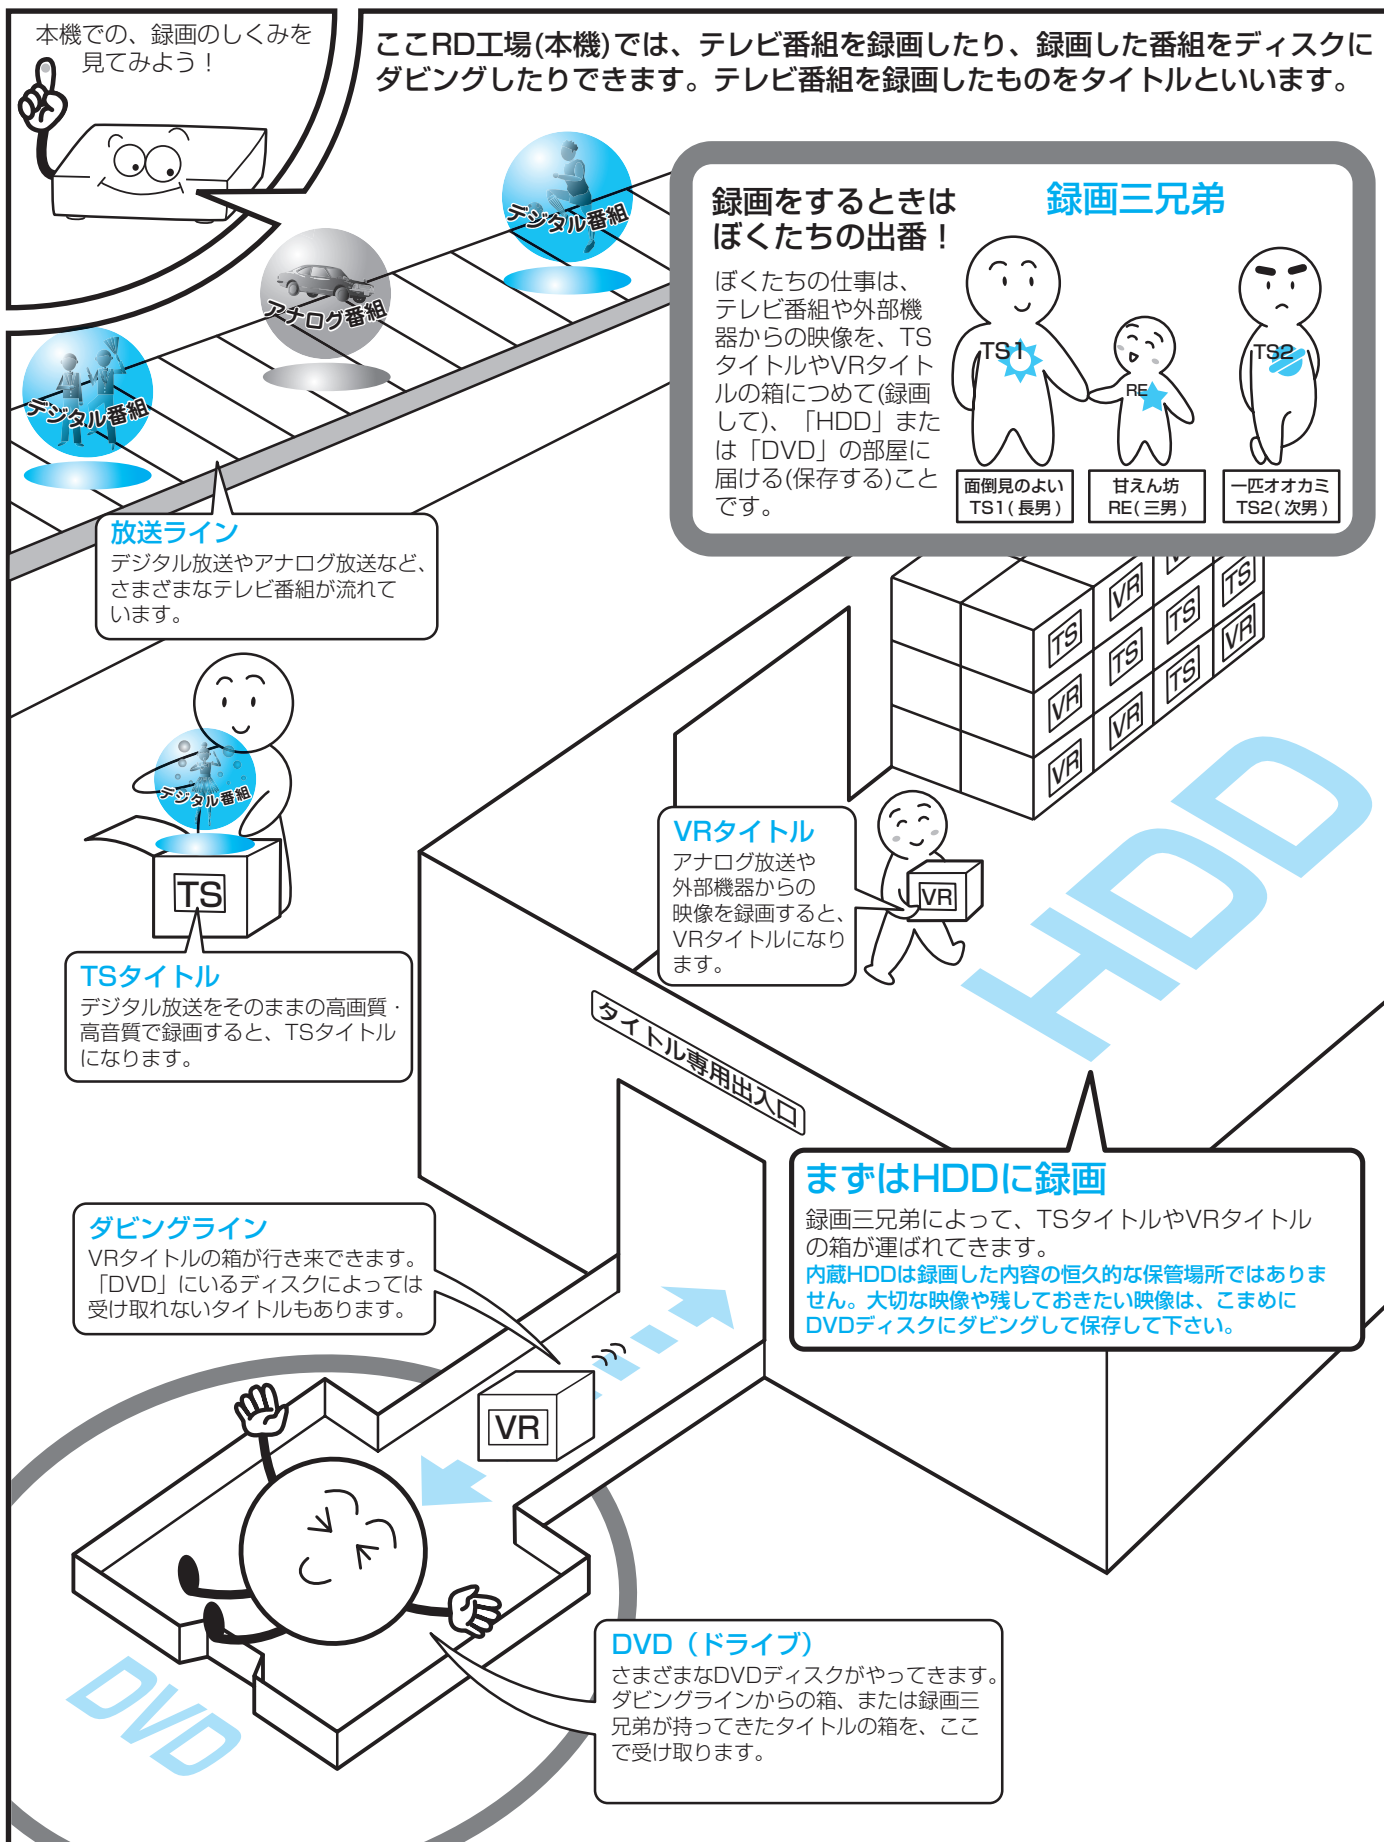 本機での、録画のしくみを
見てみよう！
ここRD工場(本機)では、テレビ番組を録画したり、録画した番組をディスクに
ダビングしたりできます。テレビ番組を録画したものをタイトルといいます。
デジタル番組
アナログ番組
デジタル番組
録画をするときは
ぼくたちの出番！
録画三兄弟
ぼくたちの仕事は、
テレビ番組や外部機
器からの映像を、TS
タイトルやVRタイト
ルの箱につめて(録画
して)、「HDD」また
は「DVD」の部屋に
届ける(保存する)こと
です。
TS1
RE
TS2
面倒見のよい
TS1(長男)
甘えん坊
RE(三男)
一匹オオカミ
TS2(次男)
放送ライン
デジタル放送やアナログ放送など、
さまざまなテレビ番組が流れて
います。
TS
VR
TS
VR
TS
TS
VR
VR
TS
VR
VR
デジタル番組
TS
TSタイトル
デジタル放送をそのままの高画質・
高音質で録画すると、TSタイトル
になります。
VRタイトル
アナログ放送や
外部機器からの
映像を録画すると、
VRタイトルになり
ます。
VR
HDD
タイトル専用出入口
まずはHDDに録画
録画三兄弟によって、TSタイトルやVRタイトル
の箱が運ばれてきます。
内蔵HDDは録画した内容の恒久的な保管場所ではありま
せん。大切な映像や残しておきたい映像は、こまめに
DVDディスクにダビングして保存して下さい。
ダビングライン
VRタイトルの箱が行き来できます。
「DVD」にいるディスクによっては
受け取れないタイトルもあります。
VR
DVD
DVD（ドライブ）
さまざまなDVDディスクがやってきます。
ダビングラインからの箱、または録画三
兄弟が持ってきたタイトルの箱を、ここ
で受け取ります。